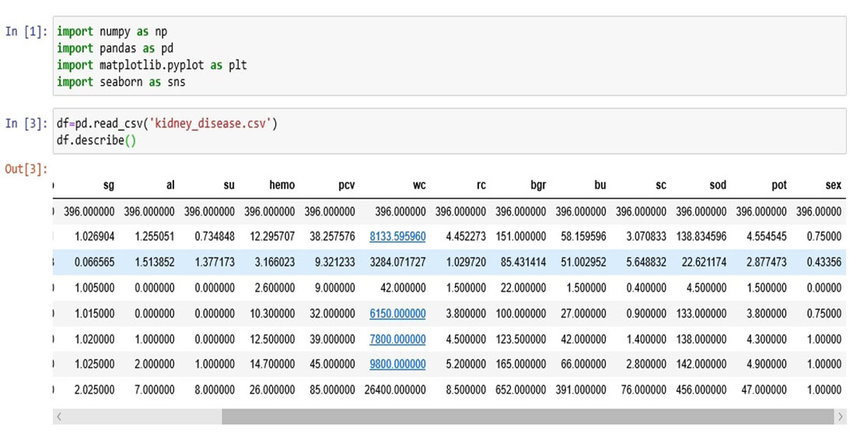 In [1]: import numpy as np
import pandas as pd
import matplotlib.pyplot as plt
import seaborn as sns
In [3]: df=pd.read_csv('kidney_disease.csv')
df.describe()
Out[3]:
sg al su hemo pcv wc rc bgr bu sc sod pot sex
396.000000 396.000000 396.000000 396.000000 396.000000 396.000000 396.000000 396.000000 396.000000 396.000000 396.000000 396.000000 396.00000
1.026904 1.255051 0.734848 12.295707 38.257576 8133.595960 4.452273 151.000000 58.159596 3.070833 138.834596 4.554545 0.75000
0.066565 1.513852 1.377173 3.166023 9.321233 3284.071727 1.029720 85.431414 51.002952 5.648832 22.621174 2.877473 0.43356
1.005000 0.000000 0.000000 2.600000 9.000000 42.000000 1.500000 22.000000 1.500000 0.400000 4.500000 1.500000 0.00000
1.015000 0.000000 0.000000 10.300000 32.000000 6150.000000 3.800000 100.000000 27.000000 0.900000 133.000000 3.800000 0.75000
1.020000 1.000000 0.000000 12.500000 39.000000 7800.000000 4.500000 123.500000 42.000000 1.400000 138.000000 4.300000 1.00000
1.025000 2.000000 1.000000 14.700000 45.000000 9800.000000 5.200000 165.000000 66.000000 2.800000 142.000000 4.900000 1.00000
2.025000 7.000000 8.000000 26.000000 85.000000 26400.000000 8.500000 652.000000 391.000000 76.000000 456.000000 47.000000 1.00000